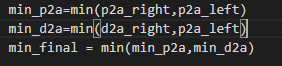 min_p2a=min(p2a_right,p2a_left)
min_d2a=min(d2a_right,p2a_left)
min_final = min(min_p2a,min_d2a)